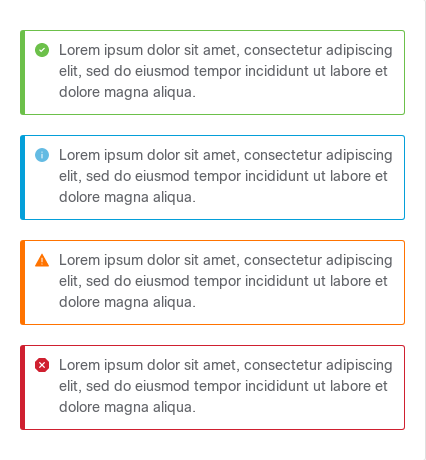 Lorem ipsum dolor sit amet, consectetur adipiscing
elit, sed do eiusmod tempor incididunt ut labore et
dolore magna aliqua.
Lorem ipsum dolor sit amet, consectetur adipiscing
elit, sed do eiusmod tempor incididunt ut labore et
dolore magna aliqua.
Lorem ipsum dolor sit amet, consectetur adipiscing
elit, sed do eiusmod tempor incididunt ut labore et
dolore magna aliqua.
Lorem ipsum dolor sit amet, consectetur adipiscing
elit, sed do eiusmod tempor incididunt ut labore et
dolore magna aliqua.